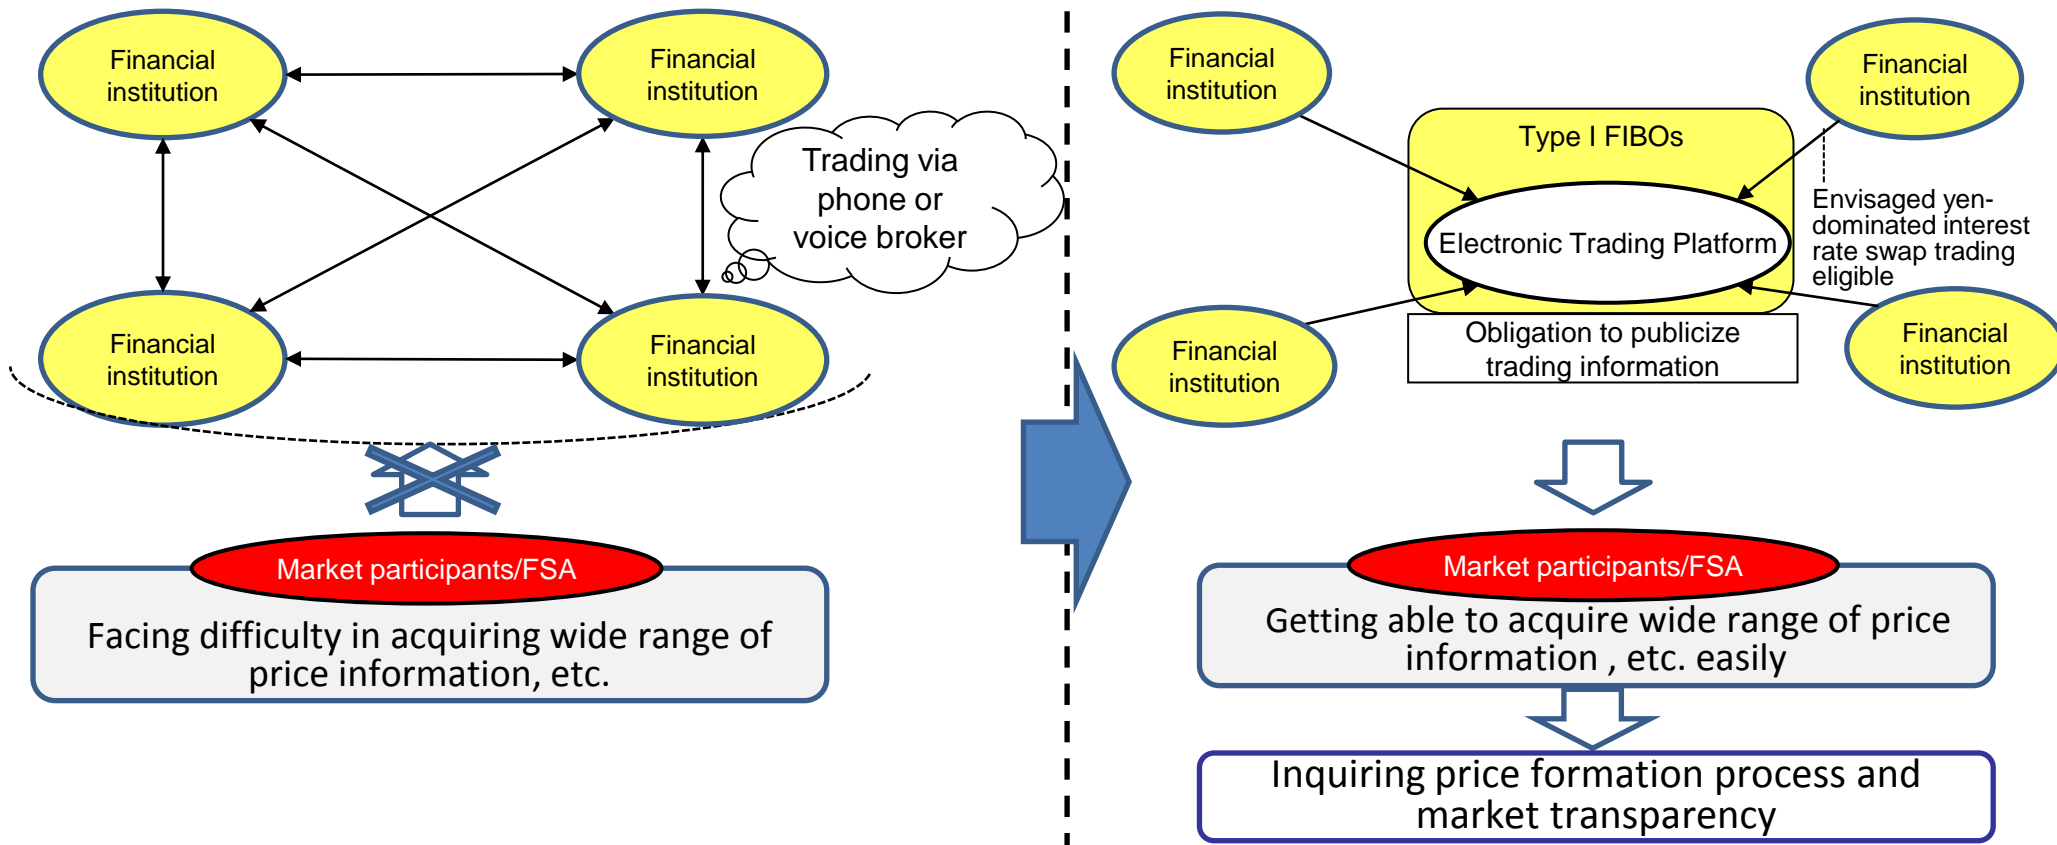 Financial
institution
Financial
institution
Trading via
phone or
voice broker
Financial
institution
Financial
institution
Market participants/FSA
Facing difficulty in acquiring wide range of
price information, etc.
Financial
institution
Financial
institution
Type I FIBOs
Electronic Trading Platform
Envisaged yen-
dominated interest
rate swap trading
eligible
Obligation to publicize
trading information
Financial
institution
Financial
institution
Market participants/FSA
Getting able to acquire wide range of price
information , etc. easily
Inquiring price formation process and
market transparency